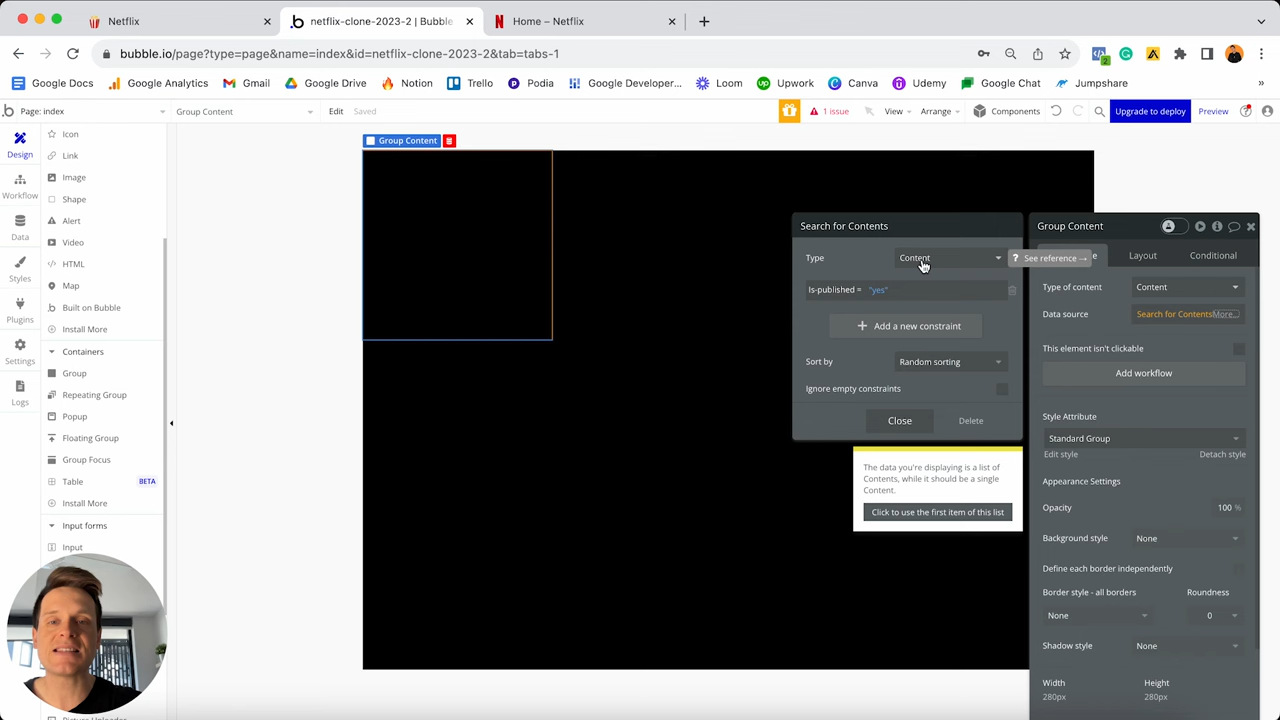 Netflix
netflix-clone-2023-2 | Bubble
Home – Netflix
bubble.io/page?type=page&name=index&id=netflix-clone-2023-2&tab=tabs-1
2
Google Docs
Google Analytics
Gmail
Google Drive
Notion
Trello
Podia
Google Developer...
Loom
Upwork
Canva
Udemy
Google Chat
Jumpshare
»
Page: index
Group Content
Edit
Saved
1 issue
View
Arrange
Components
Upgrade to deploy
Preview
Design
Workflow
Data
Styles
Plugins
Settings
Logs
Icon
Link
Image
Shape
Alert
Video
HTML
Map
Built on Bubble
Install More
Containers
Group
Repeating Group
Popup
Floating Group
Group Focus
Table BETA
Install More
Input forms
Input
Group Content
Search for Contents
Type Content
Is-published = "yes"
+ Add a new constraint
Sort by Random sorting
Ignore empty constraints
Close Delete
The data you're displaying is a list of
Contents, while it should be a single
Content.
Click to use the first item of this list
? See reference →
Group Content
Layout
Conditional
Type of content Content
Data source Search for Contents More...
This element isn't clickable
Add workflow
Style Attribute
Standard Group
Edit style Detach style
Appearance Settings
Opacity 100 %
Background style None
Define each border independently
Border style - all borders Roundness
None 0
Shadow style None
Width Height
280px 280px